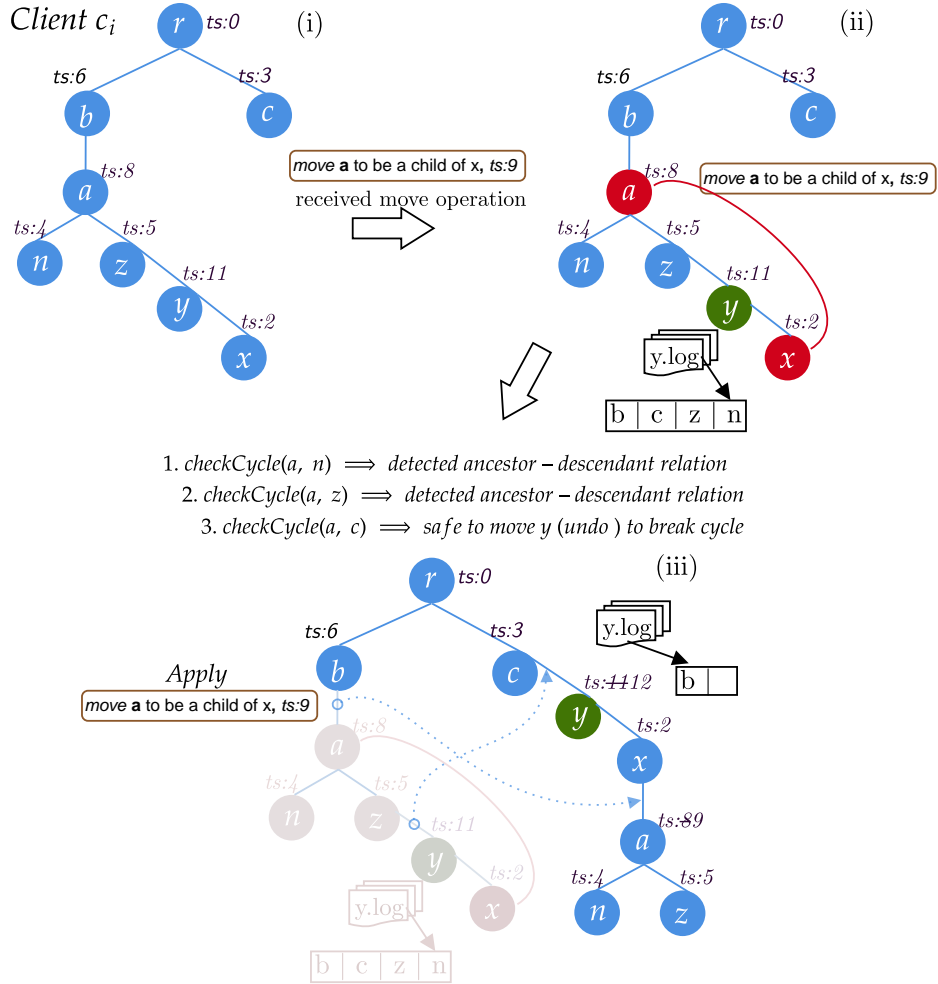 Client cᵢ
(i)
r ts:0
ts:6 ts:3
b c
ts:8
a
ts:4 ts:5
n z
ts:11
y
ts:2
x
move a to be a child of x, ts:9
received move operation
(ii)
r ts:0
ts:6 ts:3
b c
ts:8
a
move a to be a child of x, ts:9
ts:4 ts:5
n z
ts:11
y
ts:2
x
y.log
b | c | z | n
1. checkCycle(a, n) ⟹ detected ancestor – descendant relation
2. checkCycle(a, z) ⟹ detected ancestor – descendant relation
3. checkCycle(a, c) ⟹ safe to move y (undo ) to break cycle
(iii)
r ts:0
ts:6 ts:3
b c
y.log
b |
Apply
move a to be a child of x, ts:9
ts:1112
y
ts:2
x
ts:89
a
ts:4 ts:5
n z
ts:8
a
ts:4 ts:5
n z
ts:11
y
ts:2
x
y.log
b | c | z | n